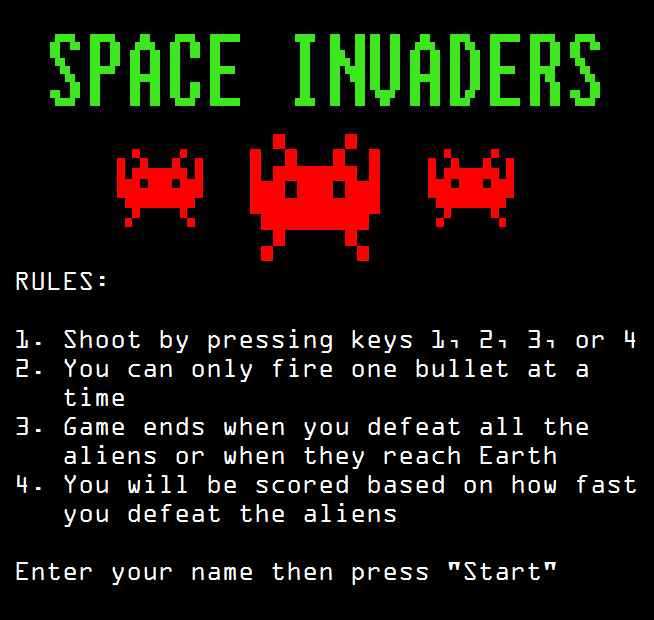 SPACE INVADERS
RULES:
1. Shoot by pressing keys 1, 2, 3, or 4
2. You can only fire one bullet at a
time
3. Game ends when you defeat all the
aliens or when they reach Earth
4. You will be scored based on how fast
you defeat the aliens
Enter your name then press "Start"